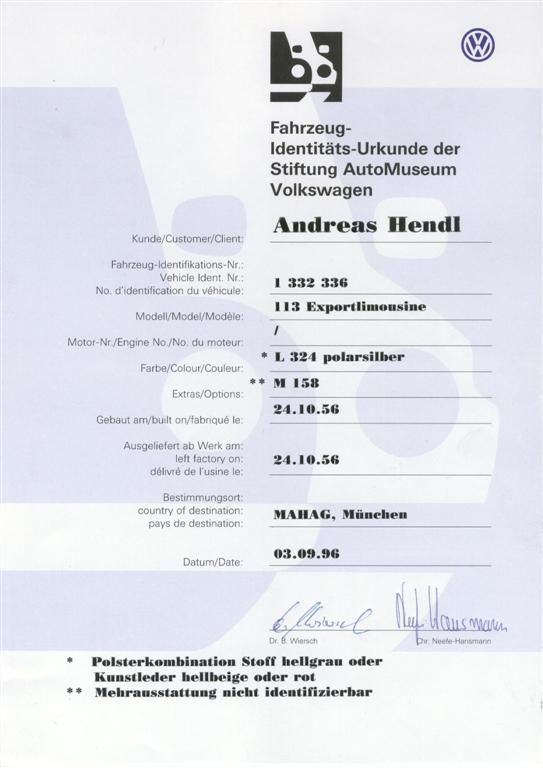 Fahrzeug-
Identitäts-Urkunde der
Stiftung AutoMuseum
Volkswagen
Kunde/Customer/Client: Andreas Hendl
Fahrzeug-Identifikations-Nr.:
Vehicle Ident. Nr.:
No. d'identification du véhicule: 1 332 336
Modell/Model/Modèle: 113 Exportlimousine
Motor-Nr./Engine No./No. du moteur: /
Farbe/Colour/Couleur: * L 324 polarsilber
Extras/Options: ** M 158
Gebaut am/built on/fabriqué le: 24.10.56
Ausgeliefert ab Werk am:
left factory on: 24.10.56
délivré de l'usine le:
Bestimmungsort:
country of destination: MAHAG, München
pays de destination:
Datum/Date: 03.09.96
Neefe-Hansmann
Dr. B. Wiersch Chr. Neefe-Hansmann
* Polsterkombination Stoff hellgrau oder
Kunstleder hellbeige oder rot
** Mehrausstattung nicht identifizierbar